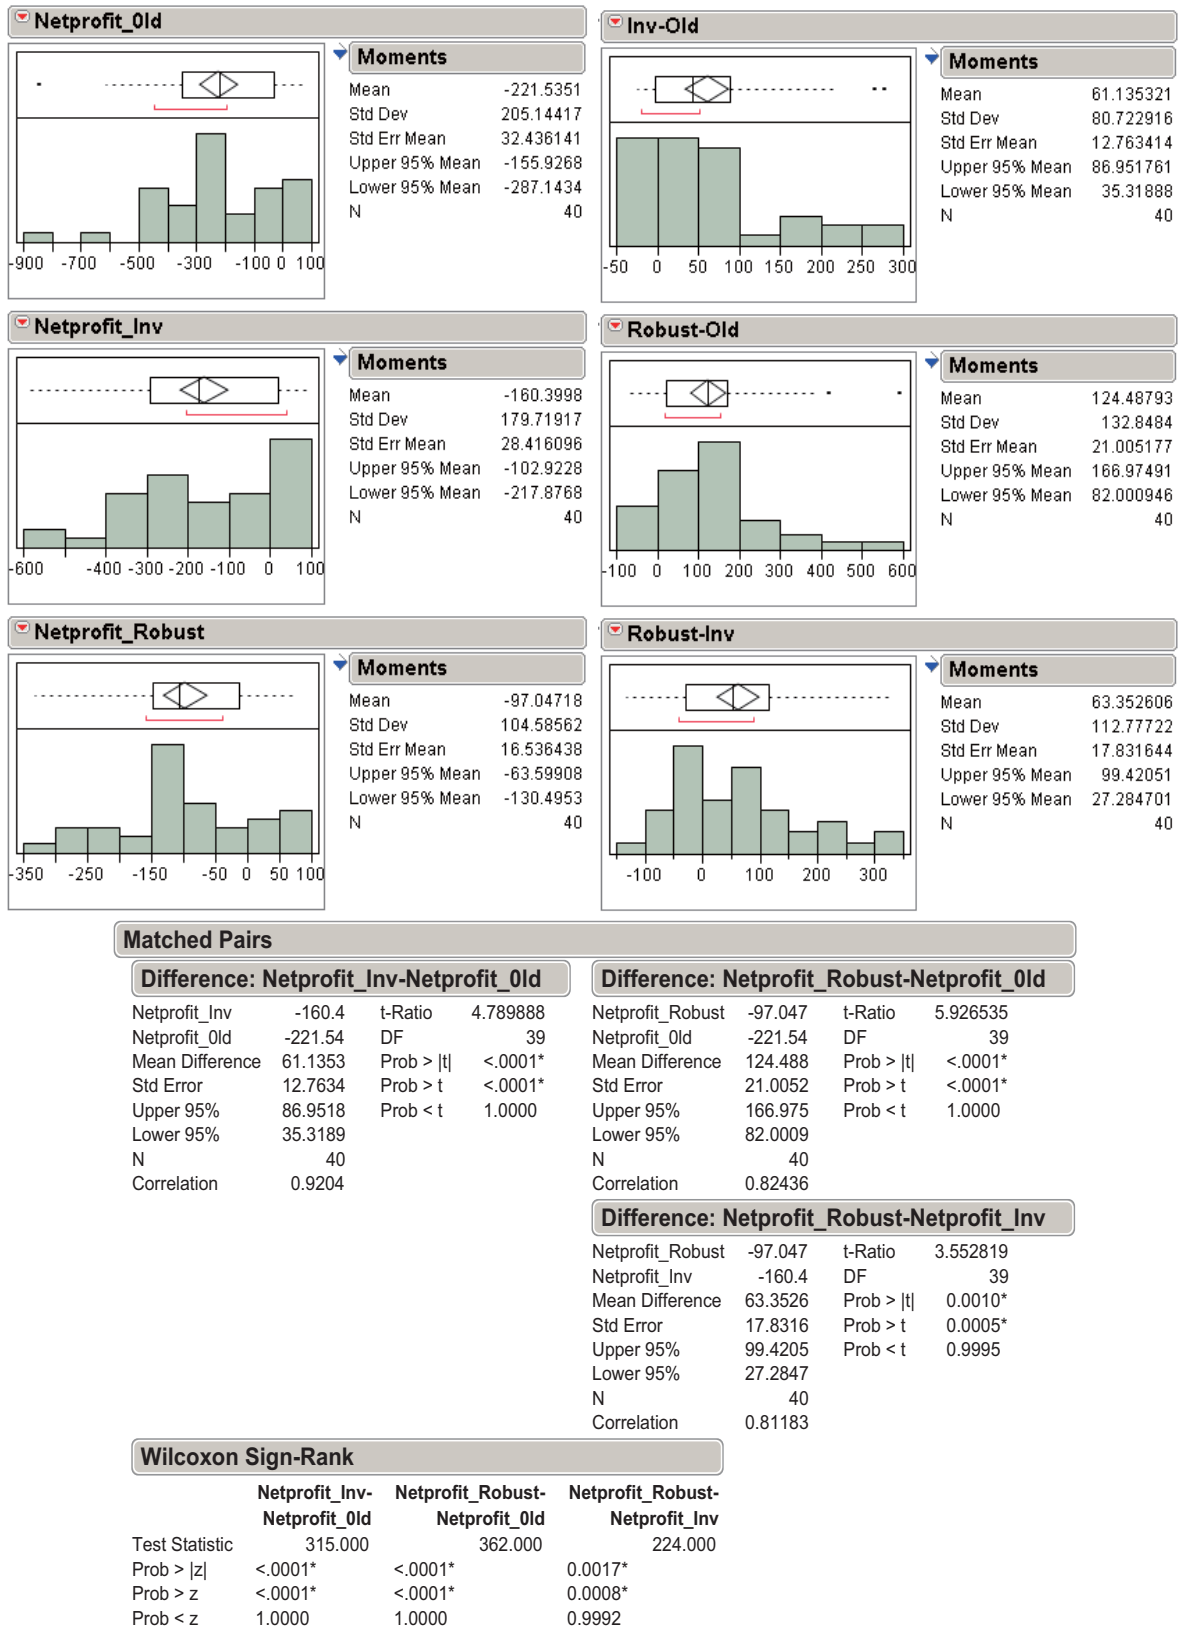 Netprofit_0ld
Moments
Mean -221.5351
Std Dev 205.14417
Std Err Mean 32.436141
Upper 95% Mean -155.9268
Lower 95% Mean -287.1434
N 40
-900 -700 -500 -300 -100 0 100
Inv-Old
Moments
Mean 61.135321
Std Dev 80.722916
Std Err Mean 12.763414
Upper 95% Mean 86.951761
Lower 95% Mean 35.31888
N 40
-50 0 50 100 150 200 250 300
Netprofit_Inv
Moments
Mean -160.3998
Std Dev 179.71917
Std Err Mean 28.416096
Upper 95% Mean -102.9228
Lower 95% Mean -217.8768
N 40
-600 -400 -300 -200 -100 0 100
Robust-Old
Moments
Mean 124.48793
Std Dev 132.8484
Std Err Mean 21.005177
Upper 95% Mean 166.97491
Lower 95% Mean 82.000946
N 40
-100 0 100 200 300 400 500 600
Netprofit_Robust
Moments
Mean -97.04718
Std Dev 104.58562
Std Err Mean 16.536438
Upper 95% Mean -63.59908
Lower 95% Mean -130.4953
N 40
-350 -250 -150 -50 0 50 100
Robust-Inv
Moments
Mean 63.352606
Std Dev 112.77722
Std Err Mean 17.831644
Upper 95% Mean 99.42051
Lower 95% Mean 27.284701
N 40
-100 0 100 200 300
Matched Pairs
Difference: Netprofit_Inv-Netprofit_0ld
Netprofit_Inv -160.4 t-Ratio 4.789888
Netprofit_0ld -221.54 DF 39
Mean Difference 61.1353 Prob > |t| <.0001*
Std Error 12.7634 Prob > t <.0001*
Upper 95% 86.9518 Prob < t 1.0000
Lower 95% 35.3189
N 40
Correlation 0.9204
Difference: Netprofit_Robust-Netprofit_0ld
Netprofit_Robust -97.047 t-Ratio 5.926535
Netprofit_0ld -221.54 DF 39
Mean Difference 124.488 Prob > |t| <.0001*
Std Error 21.0052 Prob > t <.0001*
Upper 95% 166.975 Prob < t 1.0000
Lower 95% 82.0009
N 40
Correlation 0.82436
Difference: Netprofit_Robust-Netprofit_Inv
Netprofit_Robust -97.047 t-Ratio 3.552819
Netprofit_Inv -160.4 DF 39
Mean Difference 63.3526 Prob > |t| 0.0010*
Std Error 17.8316 Prob > t 0.0005*
Upper 95% 99.4205 Prob < t 0.9995
Lower 95% 27.2847
N 40
Correlation 0.81183
Wilcoxon Sign-Rank
Netprofit_Inv- Netprofit_Robust- Netprofit_Robust-
Netprofit_0ld Netprofit_0ld Netprofit_Inv
Test Statistic 315.000 362.000 224.000
Prob > |z| <.0001* <.0001* 0.0017*
Prob > z <.0001* <.0001* 0.0008*
Prob < z 1.0000 1.0000 0.9992